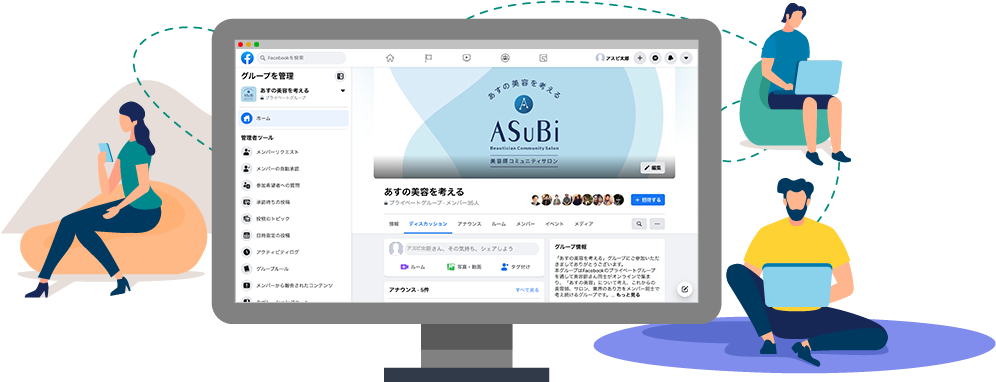 Facebookを検索
アスビ太郎
グループを管理
あすの美容を考える
プライベートグループ
ホーム
管理者ツール
メンバーリクエスト
メンバーの自動承認
参加希望者への質問
承認待ちの投稿
投稿のトピック
日時指定の投稿
アクティビティログ
グループルール
メンバーから報告されたコンテンツ
あすの美容を考える
A
ASuBi
Beautician Community Salon
美容師コミュニティサロン
編集
あすの美容を考える
プライベートグループ · メンバー35人
+ 招待する
情報 ディスカッション アナウンス ルーム メンバー イベント メディア
アスビ太郎さん、その気持ち、シェアしよう
ルーム 写真・動画 タグ付け
アナウンス · 5件 すべて見る
グループ情報
「あすの美容を考える」グループにご参加いただ
きましてありがとうございます。
本グループはFacebookのプライベートグループ
を通して美容師さん同士がオンラインで集ま
り、「あすの美容」について考え、これからの
美容師、サロン、業界のあり方をメンバー同士で
考え続けるグループです。... もっと見る